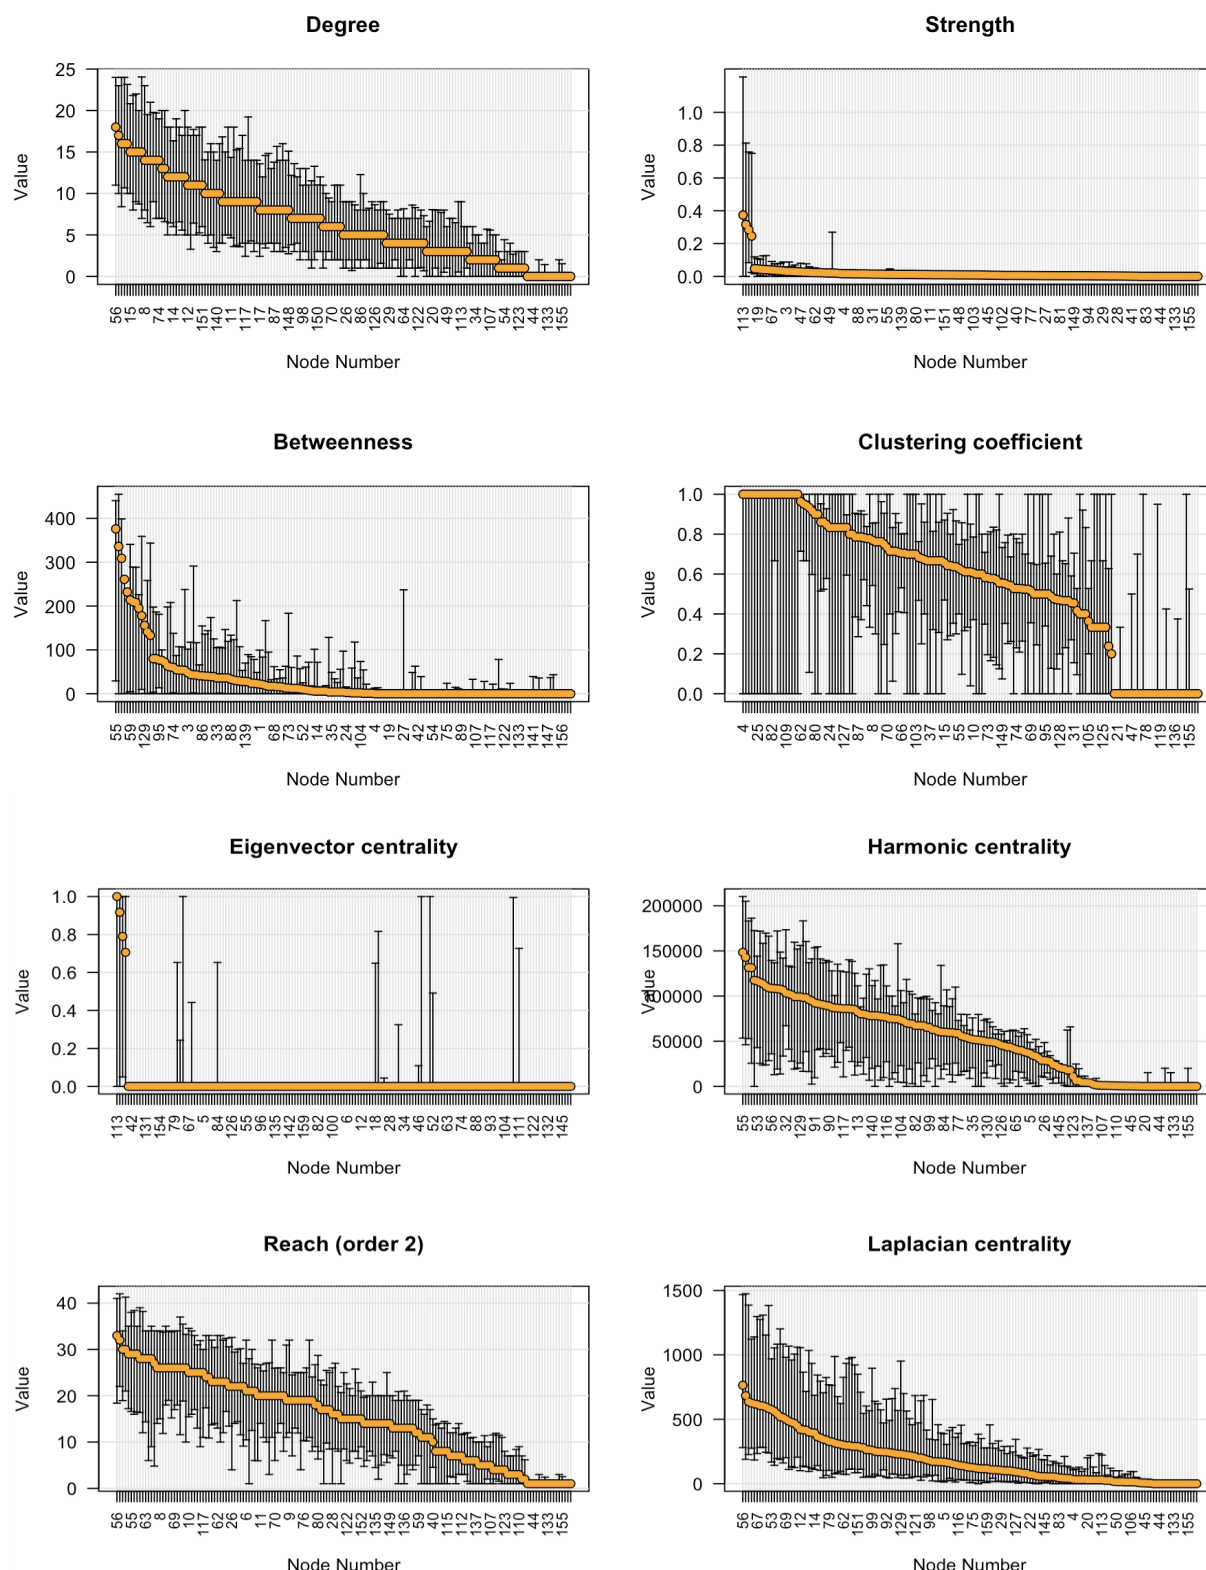 Degree
25
20
15
10
5
0
Value
56 15 8 74 14 12 151 140 11 117 17 87 148 98 150 70 26 86 126 29 64 122 20 49 113 34 107 54 123 44 133 155
Node Number
Strength
1.0
0.8
0.6
0.4
0.2
0.0
Value
113 19 67 3 47 62 49 4 88 31 55 139 80 11 151 48 103 45 102 40 77 27 81 149 94 29 28 41 83 44 133 155
Node Number
Betweenness
400
300
200
100
0
Value
55 59 129 95 74 3 86 33 88 139 1 68 73 52 14 35 24 104 4 19 27 42 54 75 89 107 117 122 133 141 147 156
Node Number
Clustering coefficient
1.0
0.8
0.6
0.4
0.2
0.0
Value
4 25 82 109 62 80 24 127 87 8 70 66 103 37 15 55 10 73 149 74 69 95 128 131 105 125 21 47 78 119 136 155
Node Number
Eigenvector centrality
1.0
0.8
0.6
0.4
0.2
0.0
Value
113 42 131 154 79 67 5 84 126 55 96 135 142 159 82 100 6 12 18 28 34 46 52 63 74 88 93 104 111 122 132 145
Node Number
Harmonic centrality
200000
150000
100000
50000
0
Value
55 53 56 32 129 91 90 117 13 140 116 104 82 99 84 77 35 130 126 65 5 26 145 123 137 107 110 45 20 44 133 155
Node Number
Reach (order 2)
40
30
20
10
0
Value
56 55 63 8 69 10 117 62 26 6 11 70 9 76 80 28 122 152 135 149 136 59 40 115 112 137 107 123 110 44 133 155
Node Number
Laplacian centrality
1500
1000
500
0
Value
56 67 53 69 12 14 79 62 151 99 92 129 121 98 5 116 75 159 29 127 22 145 83 4 20 113 50 106 45 44 133 155
Node Number